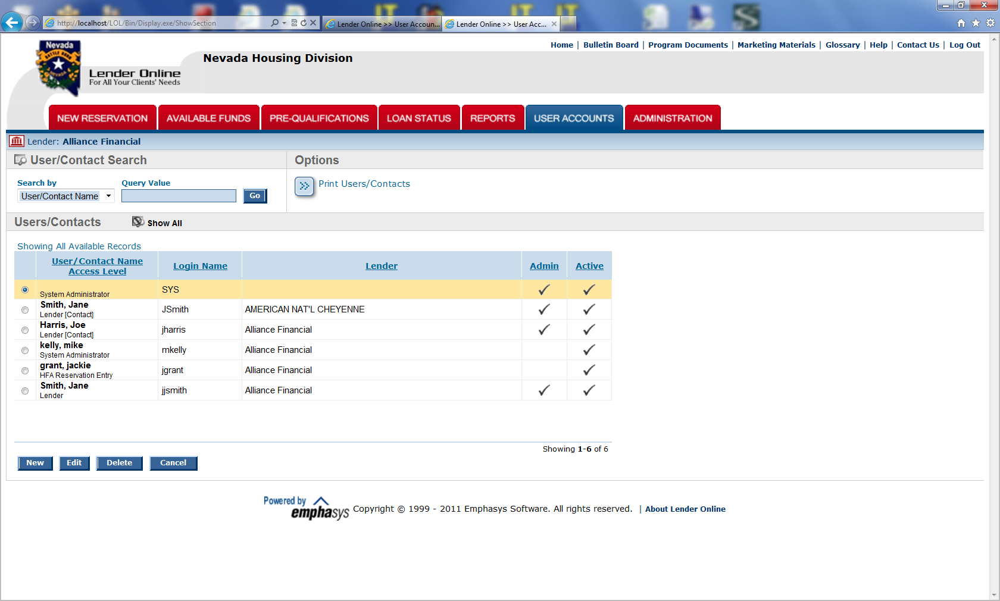 http://localhost/LOL/Bin/Display.exe/ShowSection
Lender Online >> User Accoun...
Lender Online >> User Acc...
Home | Bulletin Board | Program Documents | Marketing Materials | Glossary | Help | Contact Us | Log Out
Nevada
Nevada Housing Division
Lender Online
For All Your Clients' Needs
NEW RESERVATION AVAILABLE FUNDS PRE-QUALIFICATIONS LOAN STATUS REPORTS USER ACCOUNTS ADMINISTRATION
Lender: Alliance Financial
User/Contact Search Options
Search by Query Value
Print Users/Contacts
User/Contact Name Go
Users/Contacts Show All
Showing All Available Records
User/Contact Name
Access Level
Login Name Lender Admin Active
System Administrator SYS
Smith, Jane
Lender [Contact]
JSmith AMERICAN NAT'L CHEYENNE
Harris, Joe
Lender [Contact]
jharris Alliance Financial
kelly, mike
System Administrator
mkelly Alliance Financial
grant, jackie
HFA Reservation Entry
jgrant Alliance Financial
Smith, Jane
Lender
jjsmith Alliance Financial
Showing 1-6 of 6
New Edit Delete Cancel
Powered by
emphasys
Copyright © 1999 - 2011 Emphasys Software. All rights reserved. | About Lender Online